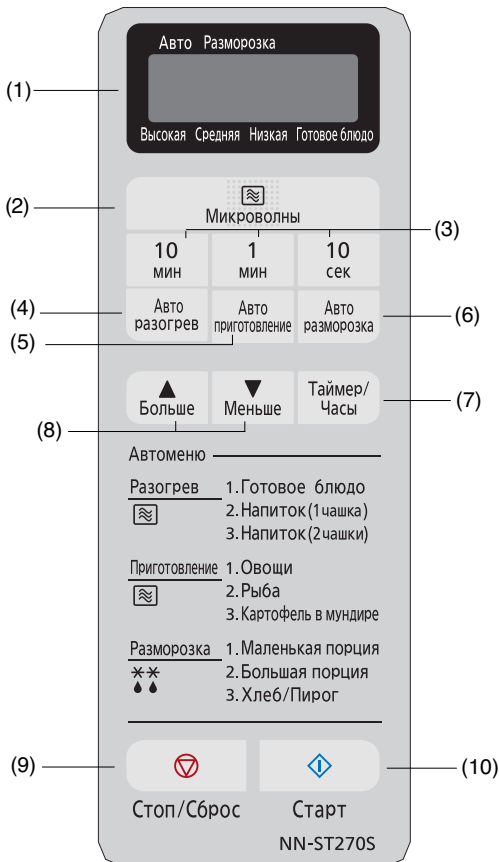 Авто Разморозка
(1)
Высокая Средняя Низкая Готовое блюдо
(2)
Микроволны
(3)
10 мин
1 мин
10 сек
(4)
Авто разогрев
(5)
Авто приготовление
Авто разморозка
(6)
Больше
Меньше
Таймер/
Часы
(7)
(8)
Автоменю
Разогрев
1. Готовое блюдо
2. Напиток (1 чашка)
3. Напиток (2 чашки)
Приготовление
1. Овощи
2. Рыба
3. Картофель в мундире
Разморозка
1. Маленькая порция
2. Большая порция
3. Хлеб/Пирог
(9)
(10)
Стоп/Сброс
Старт
NN-ST270S